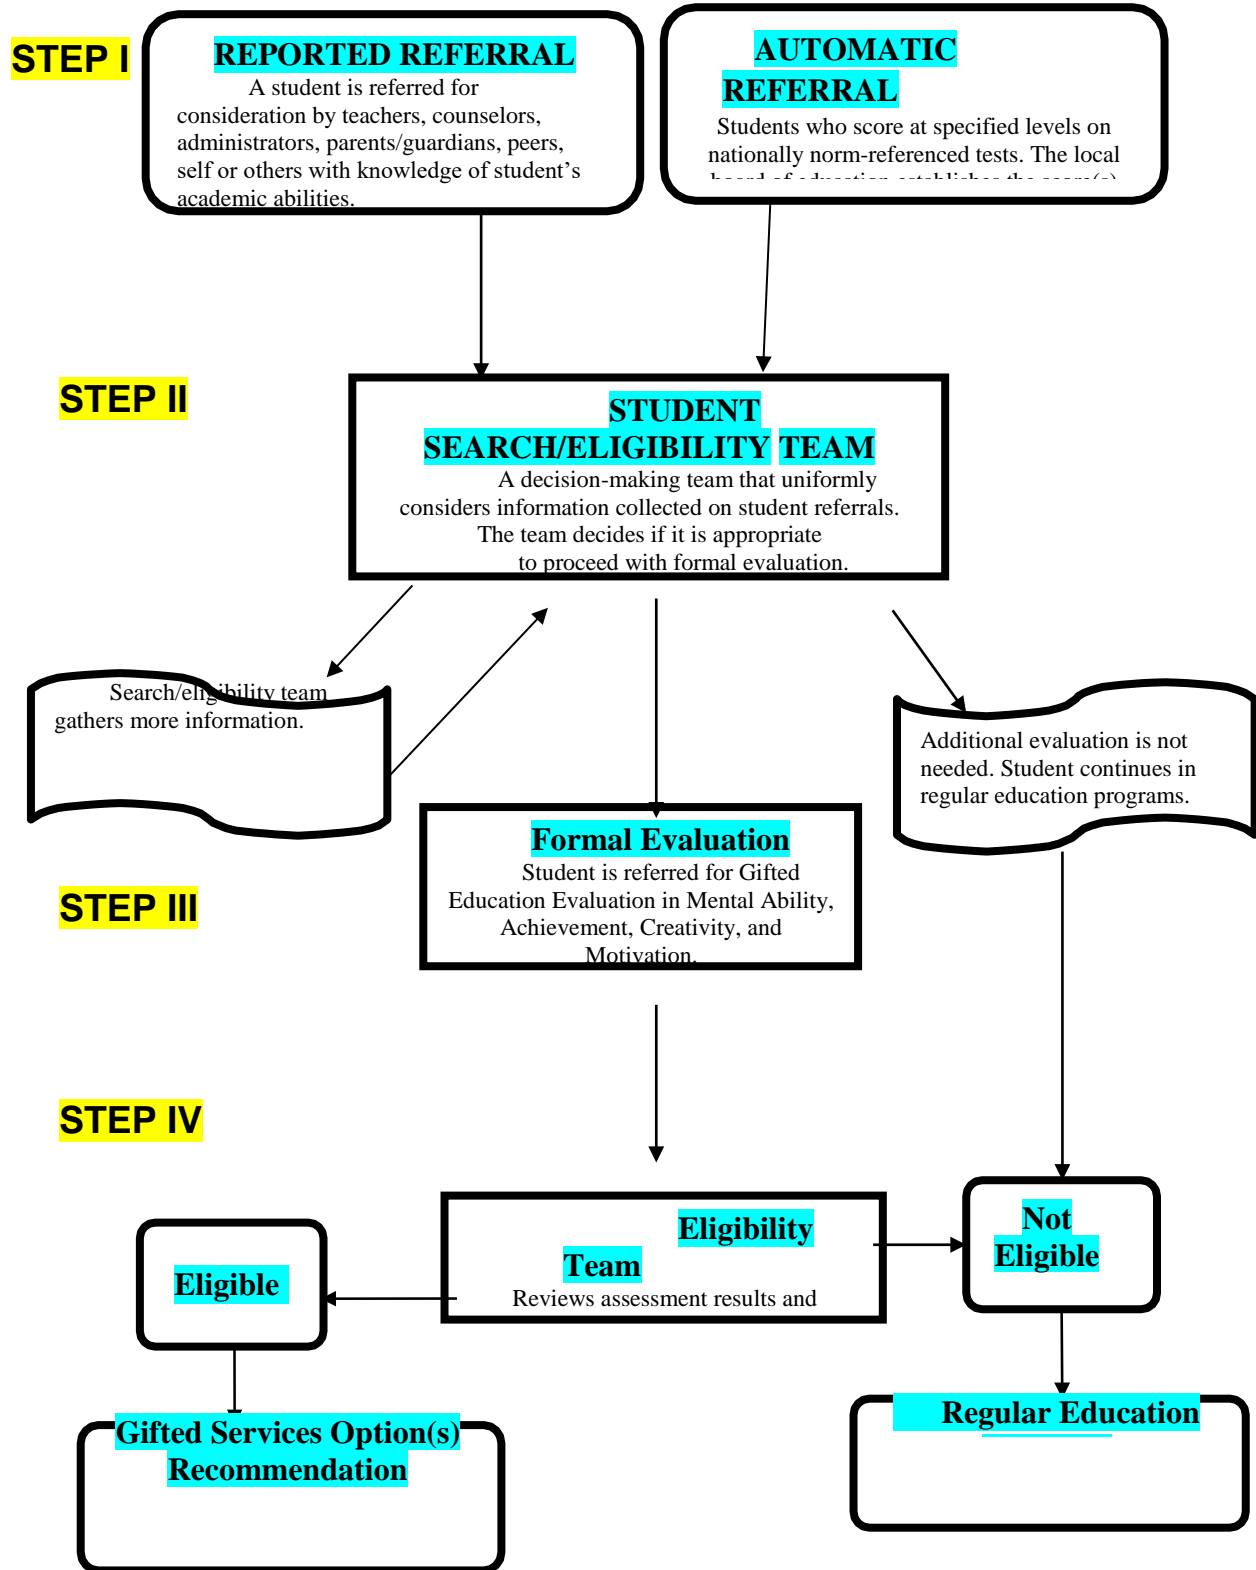 STEP I
REPORTED REFERRAL
A student is referred for
consideration by teachers, counselors,
administrators, parents/guardians, peers,
self or others with knowledge of student's
academic abilities.
AUTOMATIC
REFERRAL
Students who score at specified levels on
nationally norm-referenced tests. The local
board of education establishes the score(s)
STEP II
STUDENT
SEARCH/ELIGIBILITY TEAM
A decision-making team that uniformly
considers information collected on student referrals.
The team decides if it is appropriate
to proceed with formal evaluation.
Search/eligibility team
gathers more information.
Additional evaluation is not
needed. Student continues in
regular education programs.
STEP III
Formal Evaluation
Student is referred for Gifted
Education Evaluation in Mental Ability,
Achievement, Creativity, and
Motivation.
STEP IV
Eligibility
Team
Reviews assessment results and
Eligible
Not
Eligible
Gifted Services Option(s)
Recommendation
Regular Education